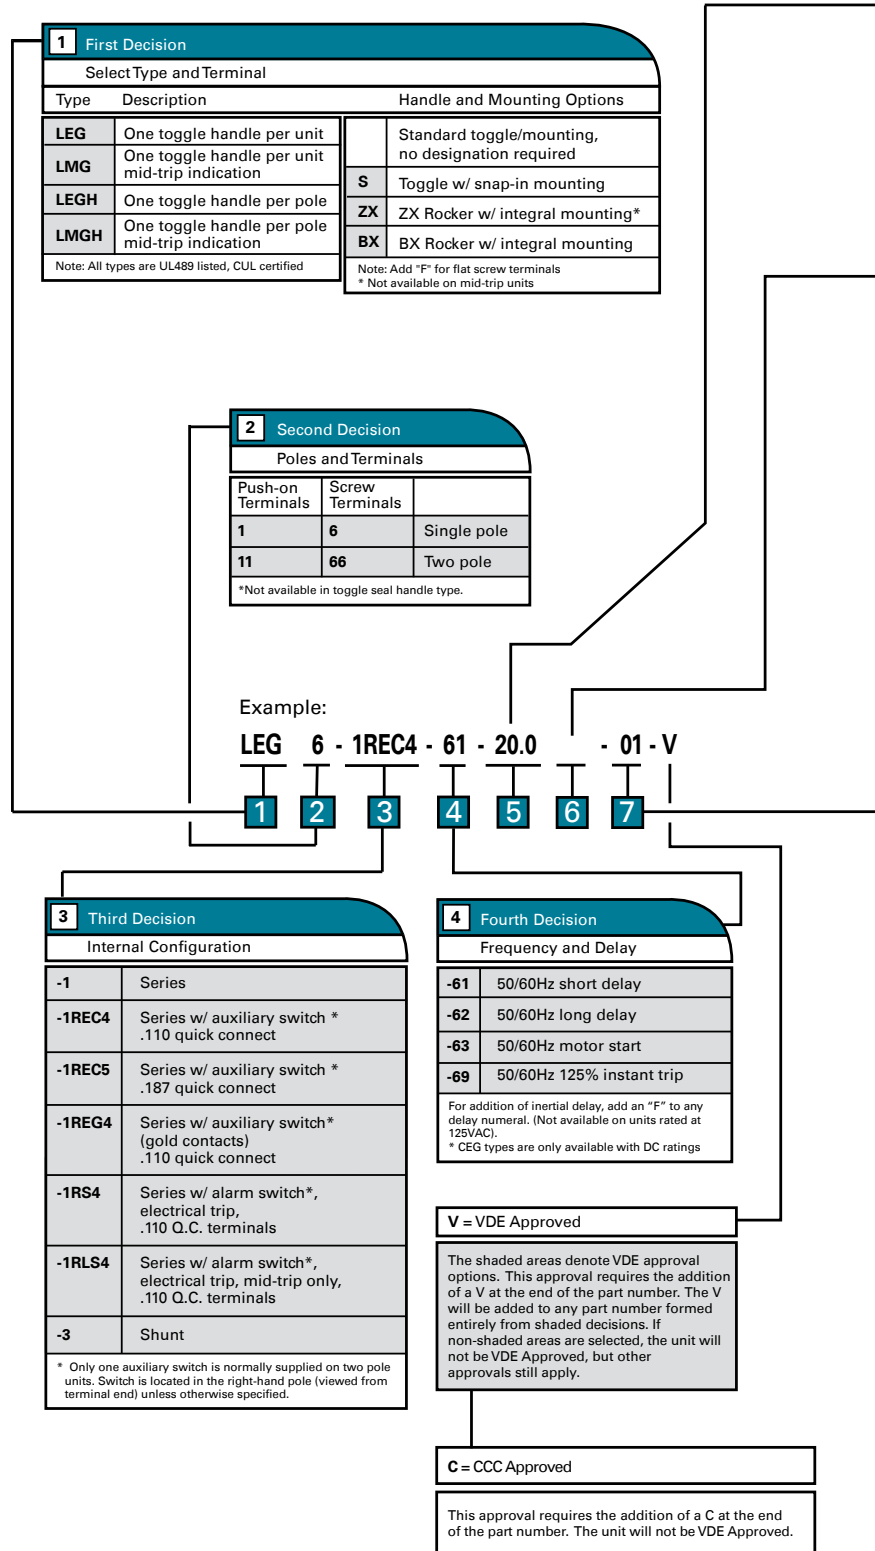 1 First Decision
Select Type and Terminal
Type Description Handle and Mounting Options
LEG One toggle handle per unit
LMG One toggle handle per unit
mid-trip indication
LEGH One toggle handle per pole
LMGH One toggle handle per pole
mid-trip indication
Note: All types are UL489 listed, CUL certified
Standard toggle/mounting,
no designation required
S Toggle w/ snap-in mounting
ZX ZX Rocker w/ integral mounting*
BX BX Rocker w/ integral mounting
Note: Add "F" for flat screw terminals
* Not available on mid-trip units
2 Second Decision
Poles and Terminals
Push-on Terminals
Screw Terminals
1 6 Single pole
11 66 Two pole
*Not available in toggle seal handle type.
Example:
LEG 6 - 1REC4 - 61 - 20.0 - 01 - V
1 2 3 4 5 6 7
3 Third Decision
Internal Configuration
-1 Series
-1REC4 Series w/ auxiliary switch *
.110 quick connect
-1REC5 Series w/ auxiliary switch *
.187 quick connect
-1REG4 Series w/ auxiliary switch*
(gold contacts)
.110 quick connect
-1RS4 Series w/ alarm switch*,
electrical trip,
.110 Q.C. terminals
-1RLS4 Series w/ alarm switch*,
electrical trip, mid-trip only,
.110 Q.C. terminals
-3 Shunt
* Only one auxiliary switch is normally supplied on two pole
units. Switch is located in the right-hand pole (viewed from
terminal end) unless otherwise specified.
4 Fourth Decision
Frequency and Delay
-61 50/60Hz short delay
-62 50/60Hz long delay
-63 50/60Hz motor start
-69 50/60Hz 125% instant trip
For addition of inertial delay, add an “F” to any
delay numeral. (Not available on units rated at
125VAC).
* CEG types are only available with DC ratings
V = VDE Approved
The shaded areas denote VDE approval
options. This approval requires the addition
of a V at the end of the part number. The V
will be added to any part number formed
entirely from shaded decisions. If
non-shaded areas are selected, the unit will
not be VDE Approved, but other
approvals still apply.
C = CCC Approved
This approval requires the addition of a C at the end
of the part number. The unit will not be VDE Approved.